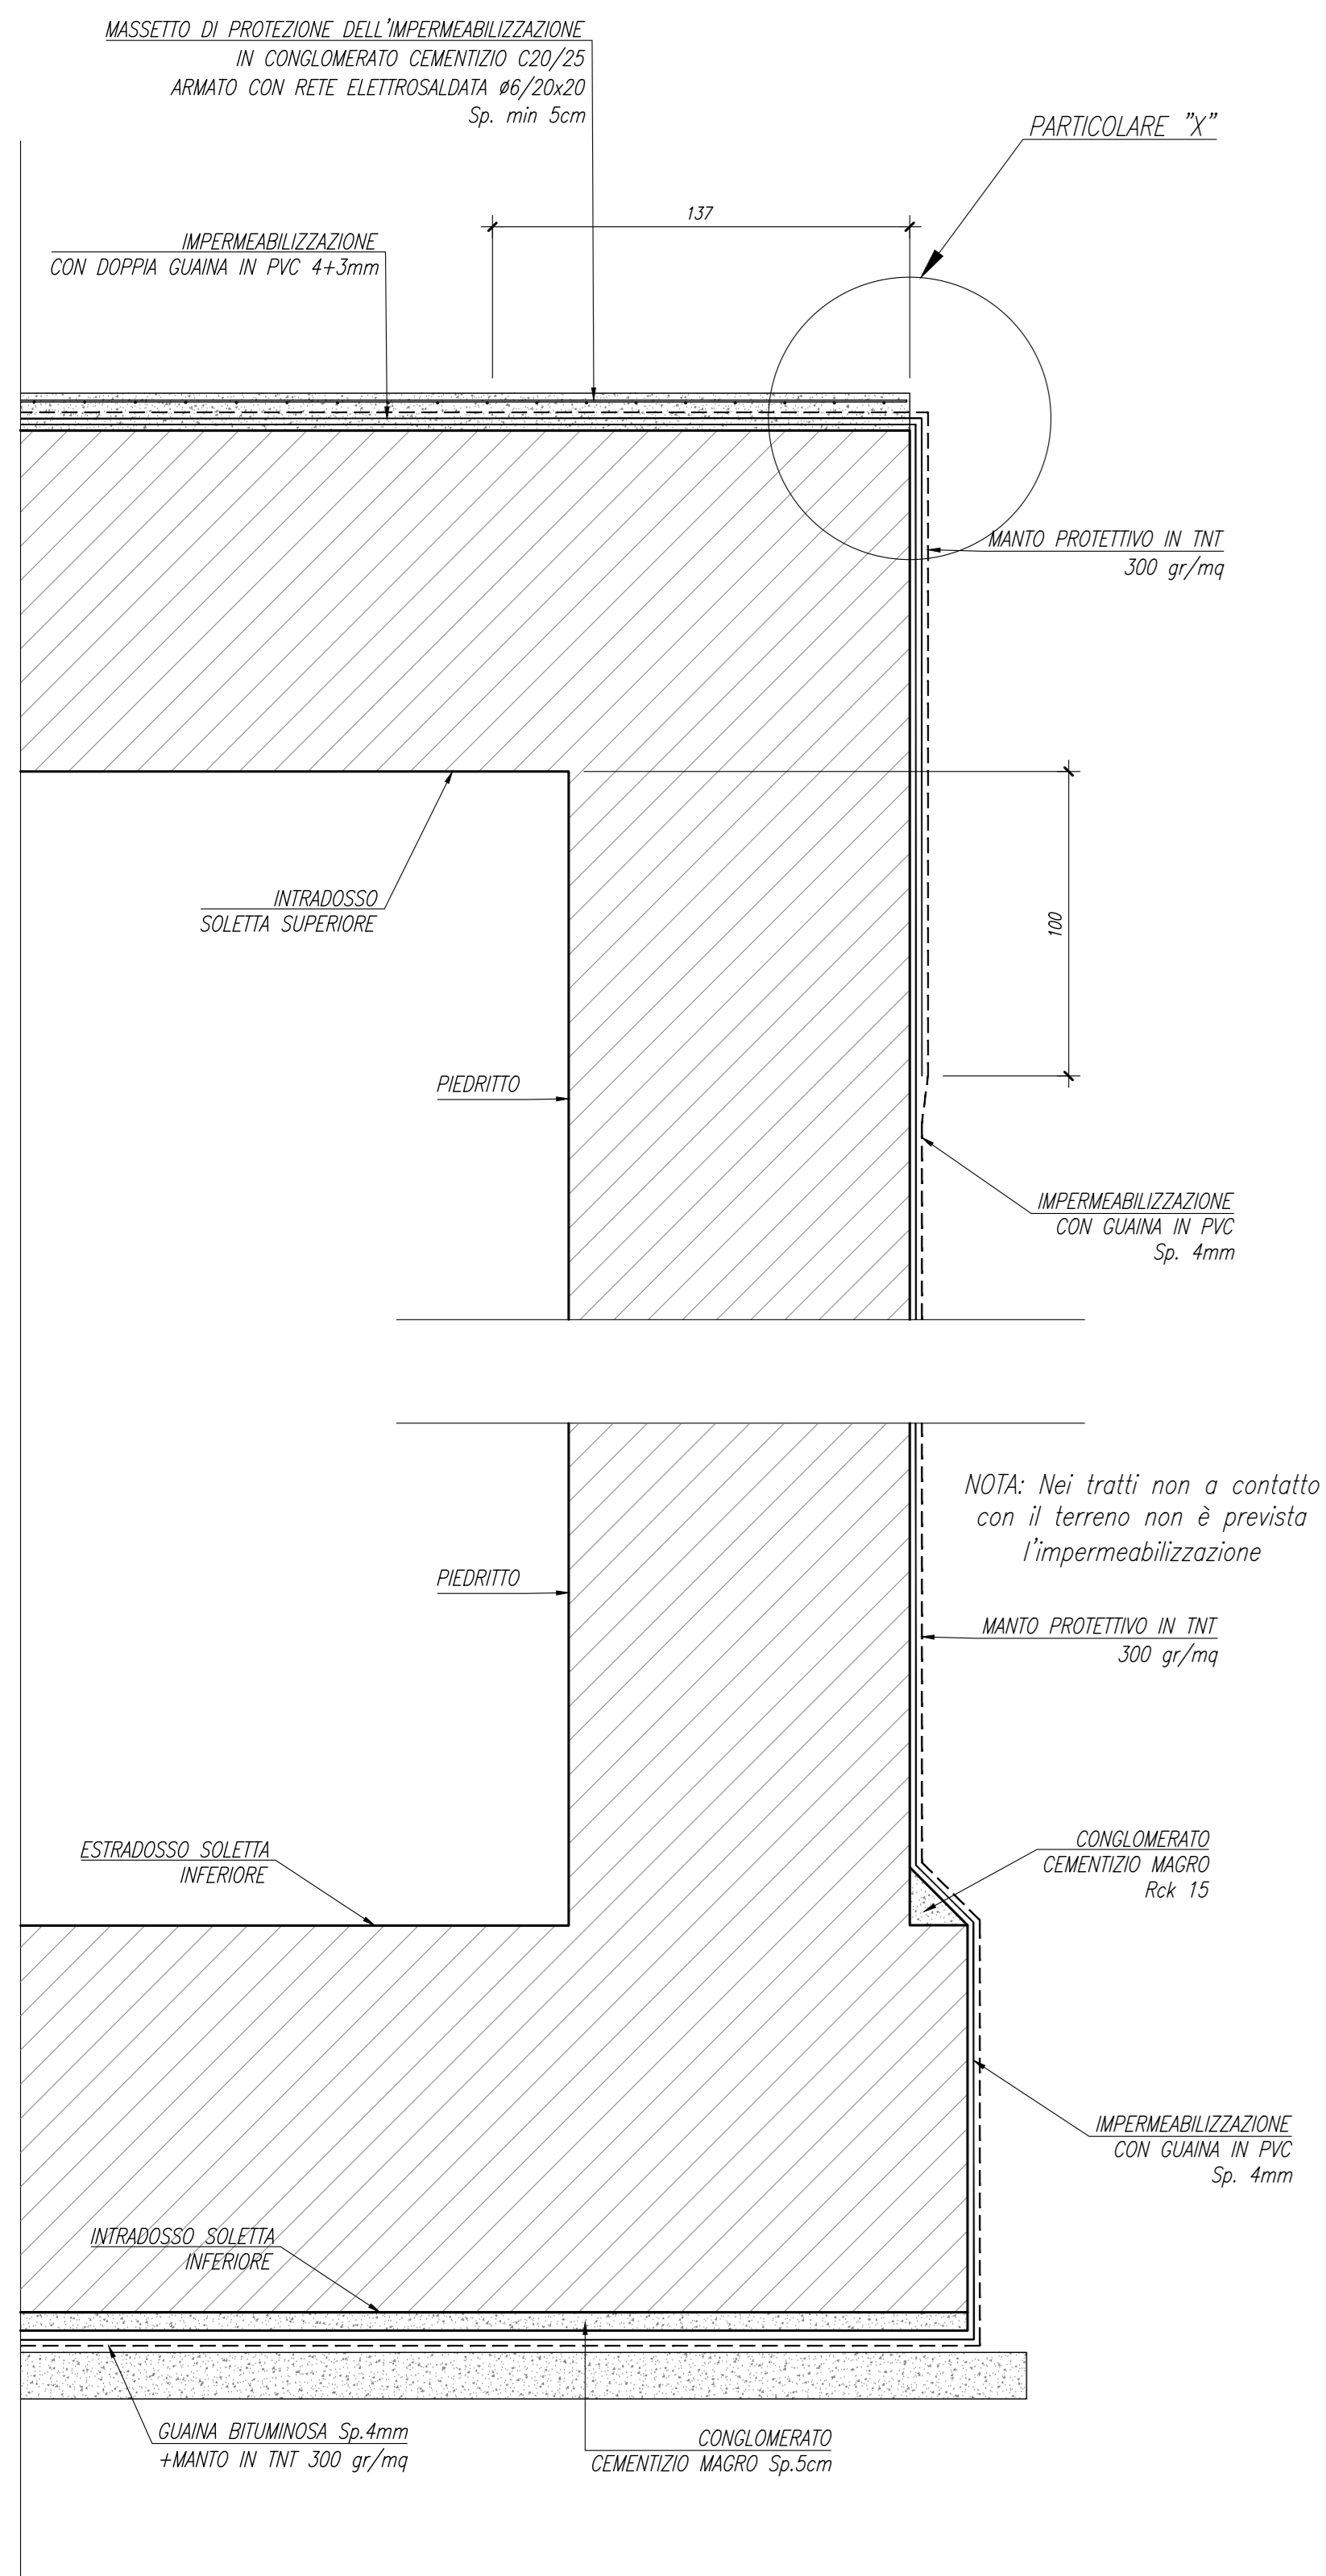 MASSETTO DI PROTEZIONE DELL'IMPERMEABILIZZAZIONE
IN CONGLOMERATO CEMENTIZIO C20/25
ARMATO CON RETE ELETTROSALDATA ø6/20x20
Sp. min 5cm
PARTICOLARE "X"
137
IMPERMEABILIZZAZIONE
CON DOPPIA GUAINA IN PVC 4+3mm
MANTO PROTETTIVO IN TNT
300 gr/mq
INTRADOSSO
SOLETTA SUPERIORE
100
PIEDRITTO
IMPERMEABILIZZAZIONE
CON GUAINA IN PVC
Sp. 4mm
NOTA: Nei tratti non a contatto
con il terreno non è prevista
l'impermeabilizzazione
PIEDRITTO
MANTO PROTETTIVO IN TNT
300 gr/mq
ESTRADOSSO SOLETTA
INFERIORE
CONGLOMERATO
CEMENTIZIO MAGRO
Rck 15
IMPERMEABILIZZAZIONE
CON GUAINA IN PVC
Sp. 4mm
INTRADOSSO SOLETTA
INFERIORE
GUAINA BITUMINOSA Sp.4mm
+MANTO IN TNT 300 gr/mq
CONGLOMERATO
CEMENTIZIO MAGRO Sp.5cm